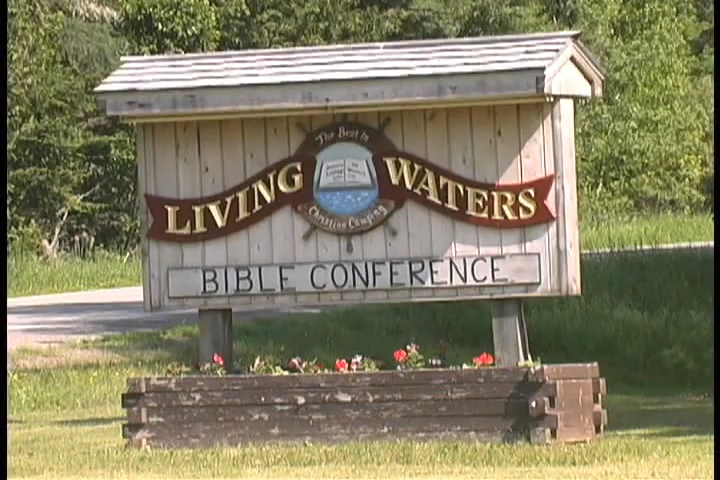 The Best In
LIVING WATERS
Christian Camping
BIBLE CONFERENCE